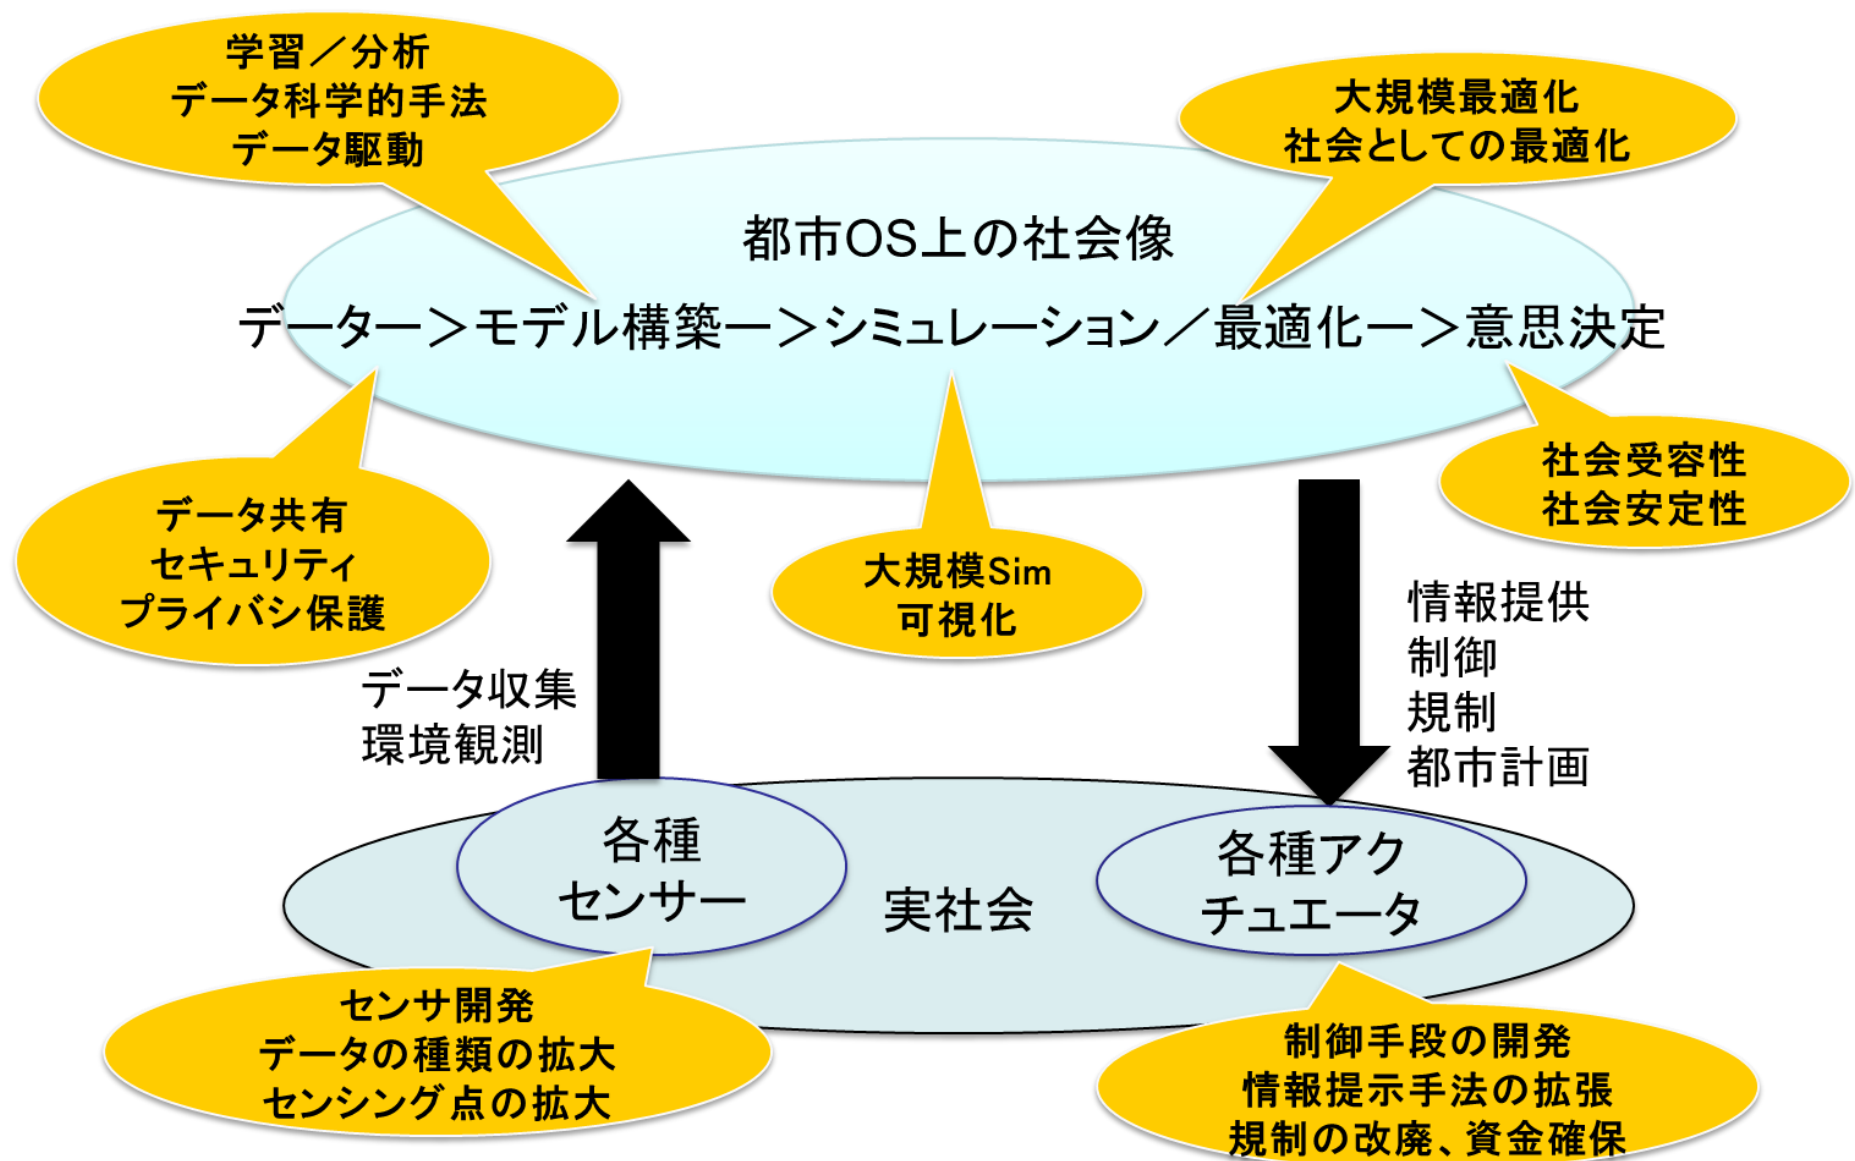 学習／分析
データ科学的手法
データ駆動
大規模最適化
社会としての最適化
都市OS上の社会像
データー＞モデル構築ー＞シミュレーション／最適化ー＞意思決定
データ共有
セキュリティ
プライバシ保護
大規模Sim
可視化
社会受容性
社会安定性
データ収集
環境観測
情報提供
制御
規制
都市計画
各種
センサー
実社会
各種アク
チュエータ
センサ開発
データの種類の拡大
センシング点の拡大
制御手段の開発
情報提示手法の拡張
規制の改廃、資金確保